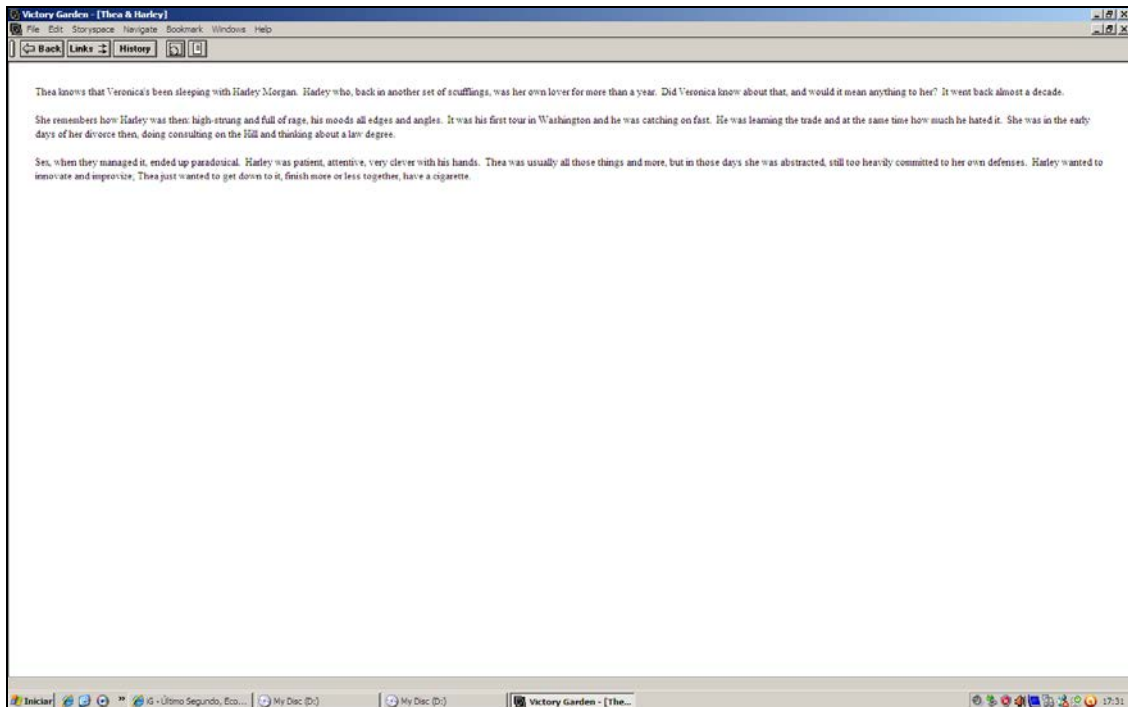 Victory Garden - [Thea & Harley]
File Edit Storyspace Navigate Bookmark Windows Help
Back Links History
Thea knows that Veronica's been sleeping with Harley Morgan. Harley who, back in another set of scufflings, was her own lover for more than a year. Did Veronica know about that, and would it mean anything to her? It went back almost a decade.
She remembers how Harley was then: high-strung and full of rage, his moods all edges and angles. It was his first tour in Washington and he was catching on fast. He was learning the trade and at the same time how much he hated it. She was in the early
days of her divorce then, doing consulting on the Hill and thinking about a law degree.
Sex, when they managed it, ended up paradoxical. Harley was patient, attentive, very clever with his hands. Thea was usually all those things and more, but in those days she was abstracted, still too heavily committed to her own defenses. Harley wanted to
innovate and improvize; Thea just wanted to get down to it, finish more or less together, have a cigarette.
Iniciar » iG - Último Segundo, Eco... My Disc (D:) My Disc (D:) Victory Garden - [The... 17:31